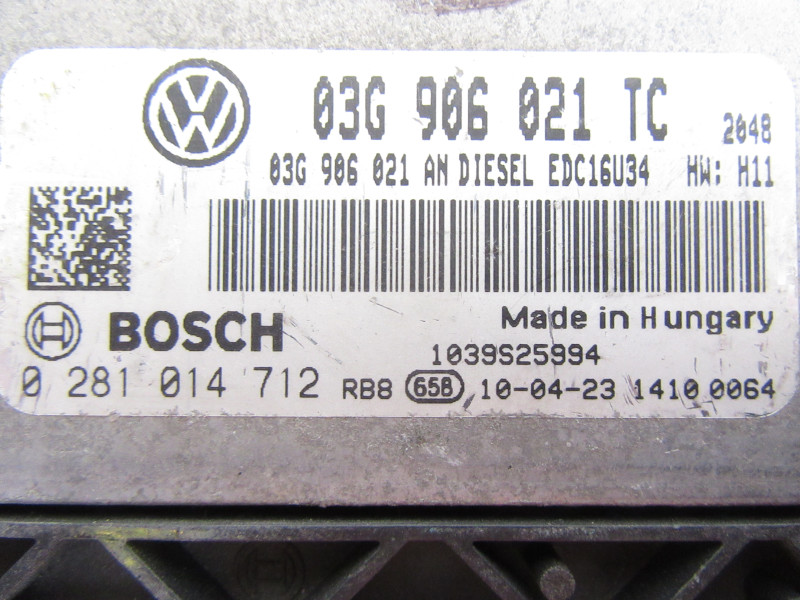 03G 906 021 TC 2048
03G 906 021 AN DIESEL EDC16U34 HW: H11
BOSCH
Made in Hungary
1039S25994
0 281 014 712 RB8 658 10-04-23 1410 0064